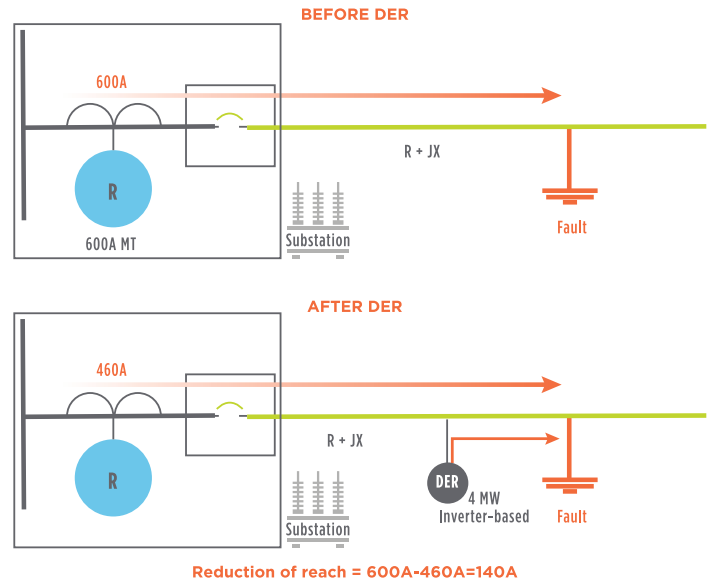 BEFORE DER
600A
R + JX
R
600A MT
Substation
Fault
AFTER DER
460A
R + JX
R
DER
4 MW
Inverter-based
Substation
Fault
Reduction of reach = 600A-460A=140A